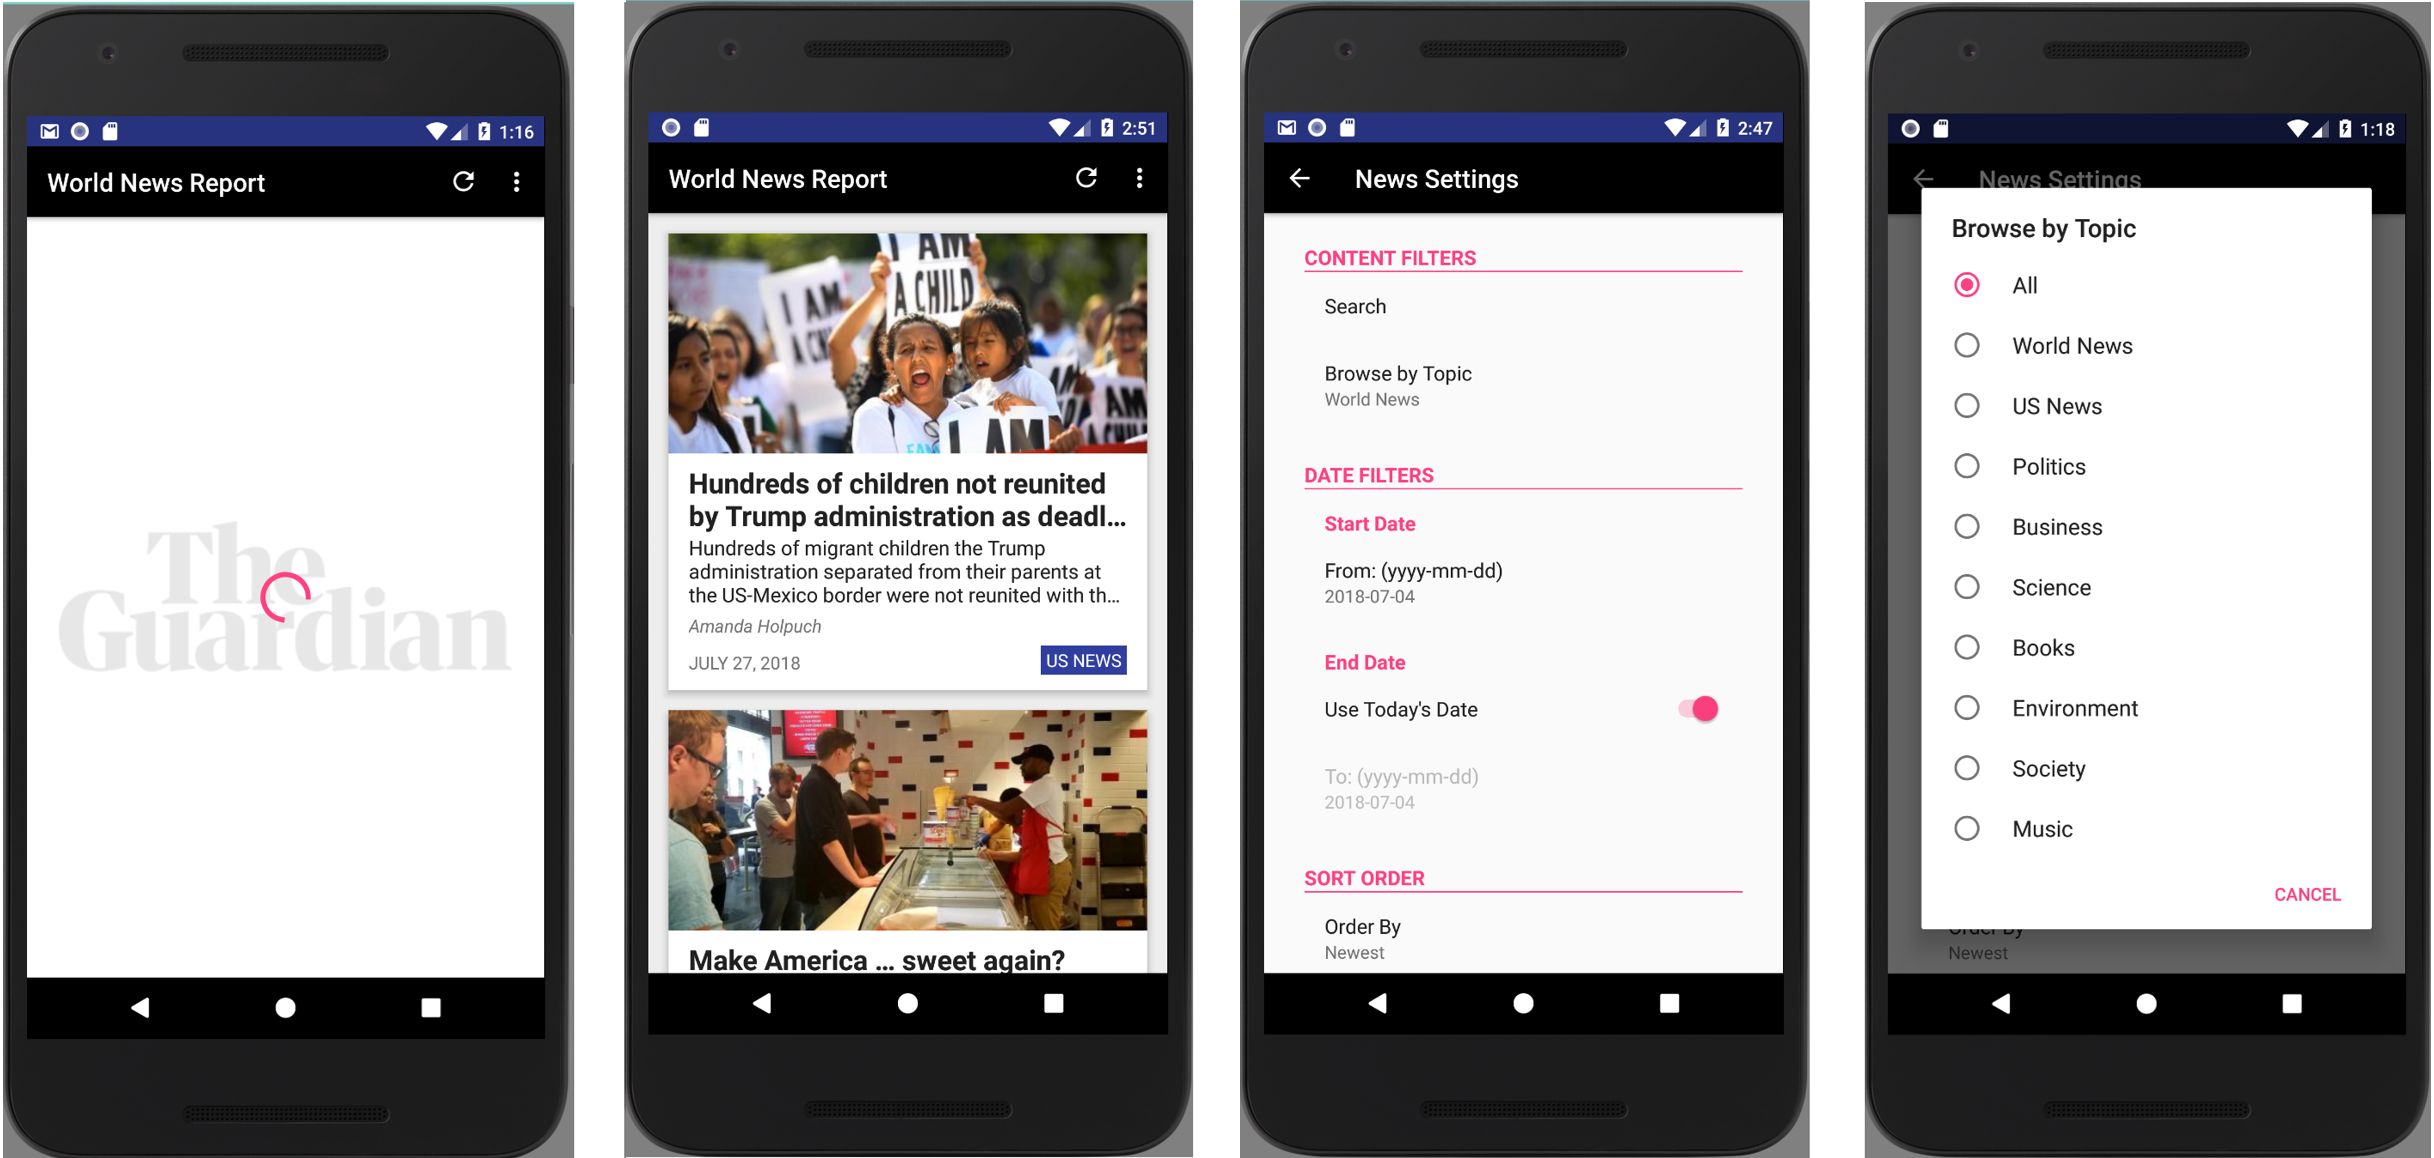 1:16
World News Report
The
Guardian
2:51
World News Report
I AM
A CHILD
I AM
A CH
I AM
AM
Hundreds of children not reunited
by Trump administration as deadl...
Hundreds of migrant children the Trump
administration separated from their parents at
the US-Mexico border were not reunited with th...
Amanda Holpuch
JULY 27, 2018
US NEWS
Make America ... sweet again?
2:47
News Settings
CONTENT FILTERS
Search
Browse by Topic
World News
DATE FILTERS
Start Date
From: (yyyy-mm-dd)
2018-07-04
End Date
Use Today's Date
To: (yyyy-mm-dd)
2018-07-04
SORT ORDER
Order By
Newest
1:18
News Settings
Browse by Topic
All
World News
US News
Politics
Business
Science
Books
Environment
Society
Music
CANCEL
Order By
Newest